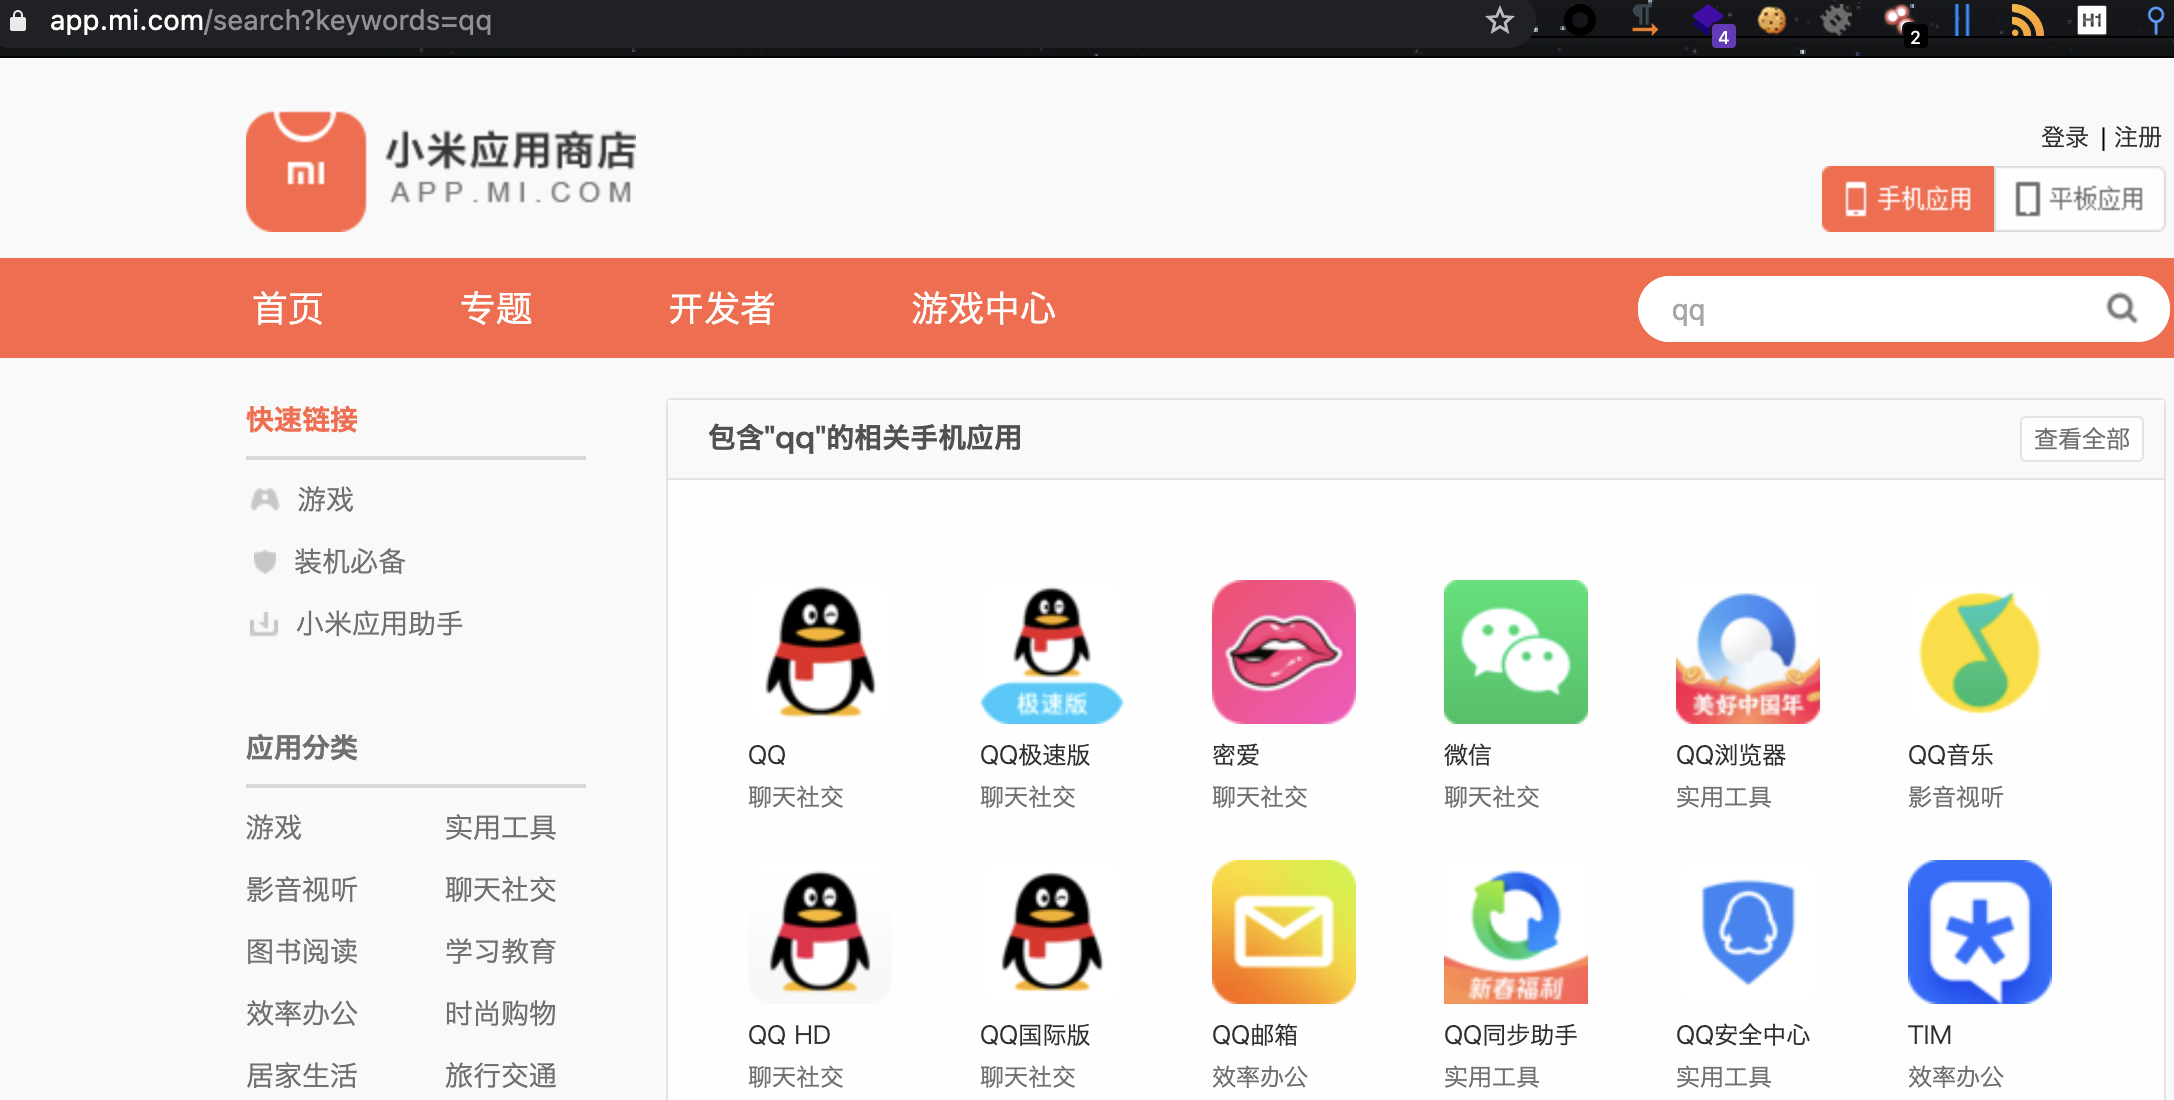 app.mi.com/search?keywords=qq
4
2
H1
mi
小米应用商店
APP.MI.COM
登录 | 注册
手机应用 平板应用
首页 专题 开发者 游戏中心
qq
快速链接
游戏
装机必备
小米应用助手
应用分类
游戏 实用工具
影音视听 聊天社交
图书阅读 学习教育
效率办公 时尚购物
居家生活 旅行交通
包含"qq"的相关手机应用
查看全部
极速版
美好中国年
QQ QQ极速版 密爱 微信 QQ浏览器 QQ音乐
聊天社交 聊天社交 聊天社交 聊天社交 实用工具 影音视听
新春福利
QQ HD QQ国际版 QQ邮箱 QQ同步助手 QQ安全中心 TIM
聊天社交 聊天社交 效率办公 实用工具 实用工具 效率办公